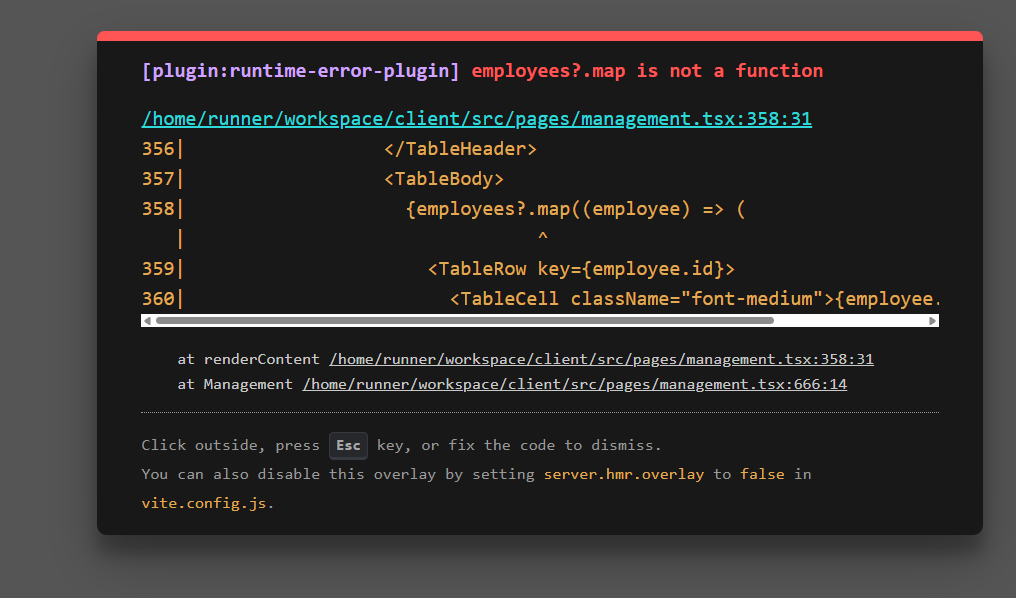 [plugin:runtime-error-plugin] employees?.map is not a function
/home/runner/workspace/client/src/pages/management.tsx:358:31
356|                  </TableHeader>
357|                  <TableBody>
358|                    {employees?.map((employee) => (
   |                                ^
359|                      <TableRow key={employee.id}>
360|                        <TableCell className="font-medium">{employee.
at renderContent /home/runner/workspace/client/src/pages/management.tsx:358:31
at Management /home/runner/workspace/client/src/pages/management.tsx:666:14
Click outside, press Esc key, or fix the code to dismiss.
You can also disable this overlay by setting server.hmr.overlay to false in
vite.config.js.